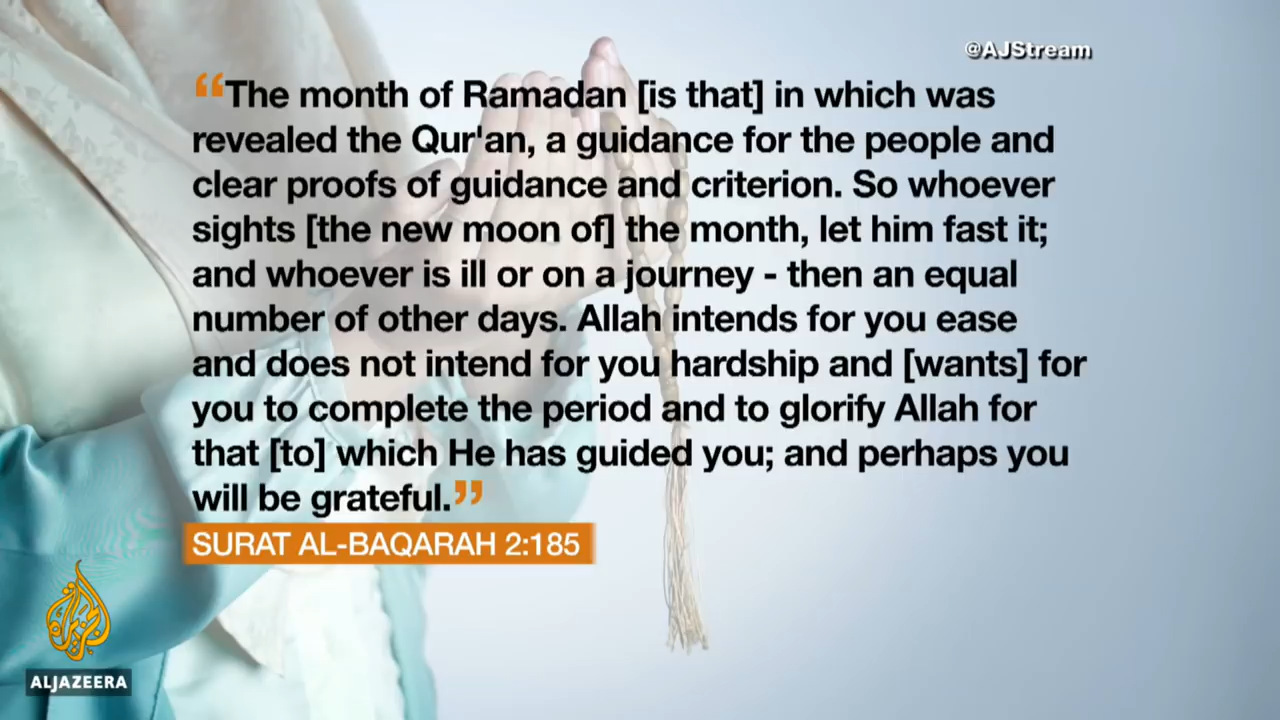 @AJStream
“The month of Ramadan [is that] in which was
revealed the Qur'an, a guidance for the people and
clear proofs of guidance and criterion. So whoever
sights [the new moon of] the month, let him fast it;
and whoever is ill or on a journey - then an equal
number of other days. Allah intends for you ease
and does not intend for you hardship and [wants] for
you to complete the period and to glorify Allah for
that [to] which He has guided you; and perhaps you
will be grateful.”
SURAT AL-BAQARAH 2:185
الجزيرة
ALJAZEERA